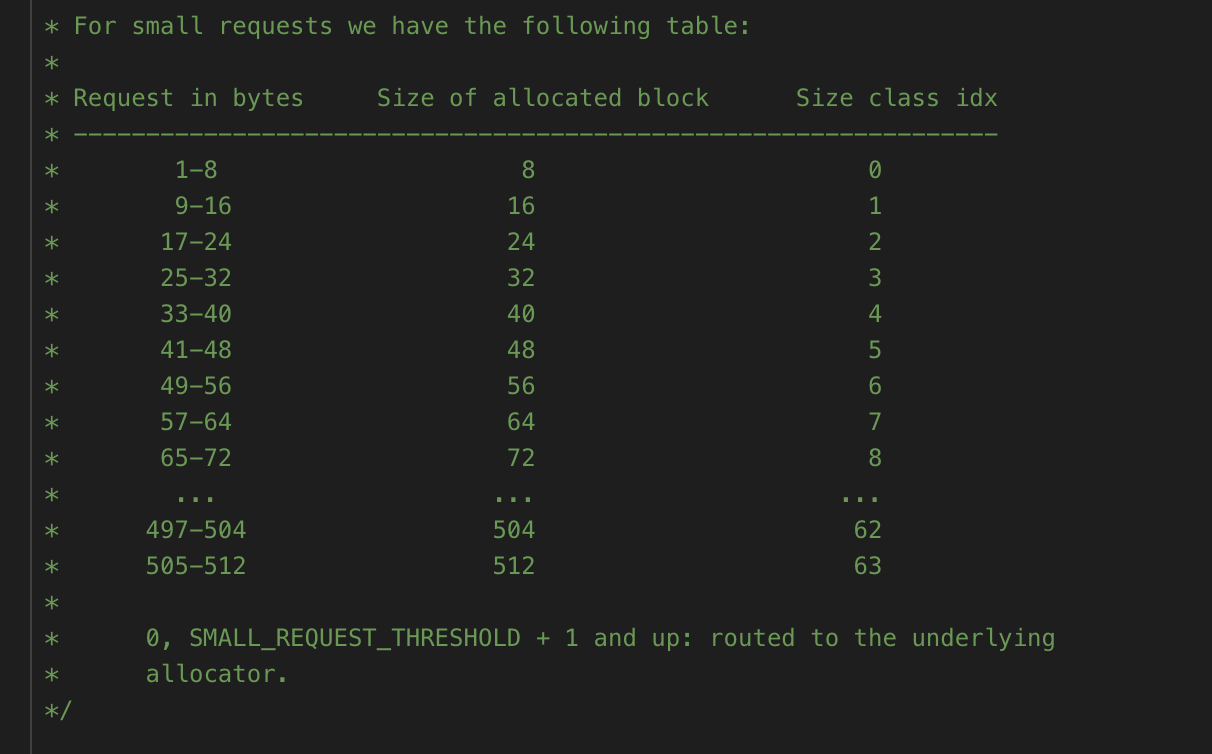 * For small requests we have the following table:
*
* Request in bytes     Size of allocated block      Size class idx
* ----------------------------------------------------------------
*        1-8                     8                       0
*        9-16                   16                       1
*       17-24                   24                       2
*       25-32                   32                       3
*       33-40                   40                       4
*       41-48                   48                       5
*       49-56                   56                       6
*       57-64                   64                       7
*       65-72                   72                       8
*        ...                   ...                     ...
*      497-504                 504                      62
*      505-512                 512                      63
*
*      0, SMALL_REQUEST_THRESHOLD + 1 and up: routed to the underlying
*      allocator.
*/